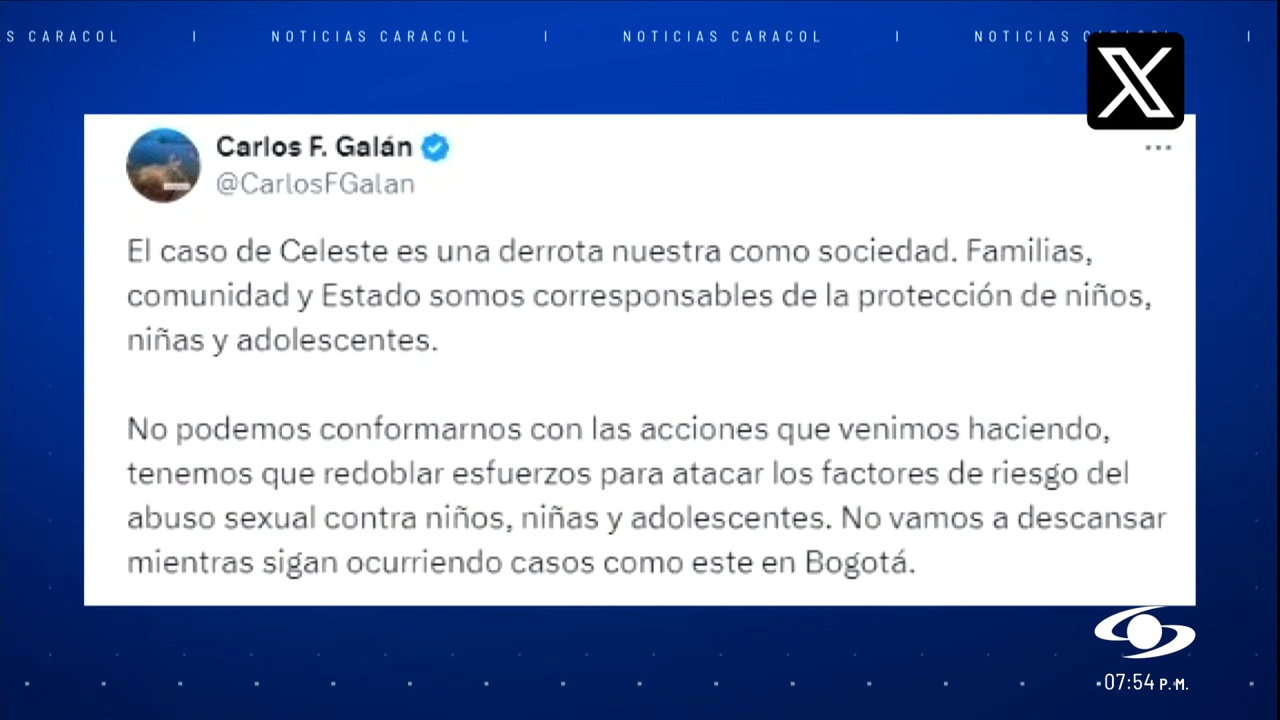 S CARACOL | NOTICIAS CARACOL | NOTICIAS CARACOL | NOTICIAS |
Carlos F. Galán
@CarlosFGalan
El caso de Celeste es una derrota nuestra como sociedad. Familias,
comunidad y Estado somos corresponsables de la protección de niños,
niñas y adolescentes.
No podemos conformarnos con las acciones que venimos haciendo,
tenemos que redoblar esfuerzos para atacar los factores de riesgo del
abuso sexual contra niños, niñas y adolescentes. No vamos a descansar
mientras sigan ocurriendo casos como este en Bogotá.
07:54 P.M.